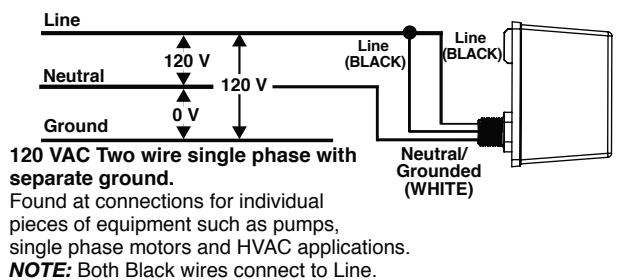 Line
120 V
Neutral
120 V
0 V
Ground
Line
(BLACK)
Line
(BLACK)
Neutral/
Grounded
(WHITE)
120 VAC Two wire single phase with
separate ground.
Found at connections for individual
pieces of equipment such as pumps,
single phase motors and HVAC applications.
NOTE: Both Black wires connect to Line.